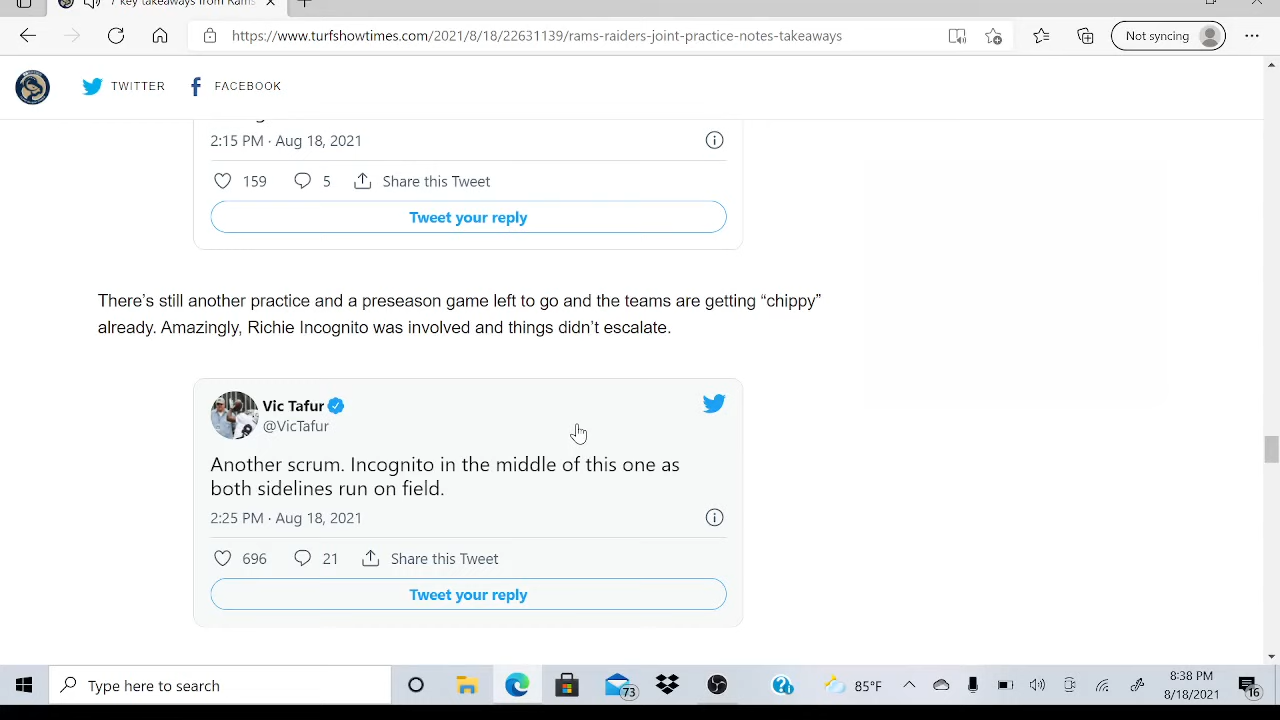 7 key takeaways from Rams
https://www.turfshowtimes.com/2021/8/18/22631139/rams-raiders-joint-practice-notes-takeaways
Not syncing
TWITTER FACEBOOK
2:15 PM · Aug 18, 2021
159 5 Share this Tweet
Tweet your reply
There’s still another practice and a preseason game left to go and the teams are getting “chippy”
already. Amazingly, Richie Incognito was involved and things didn’t escalate.
Vic Tafur
@VicTafur
Another scrum. Incognito in the middle of this one as
both sidelines run on field.
2:25 PM · Aug 18, 2021
696 21 Share this Tweet
Tweet your reply
Type here to search
73
85°F
8:38 PM
8/18/2021
16